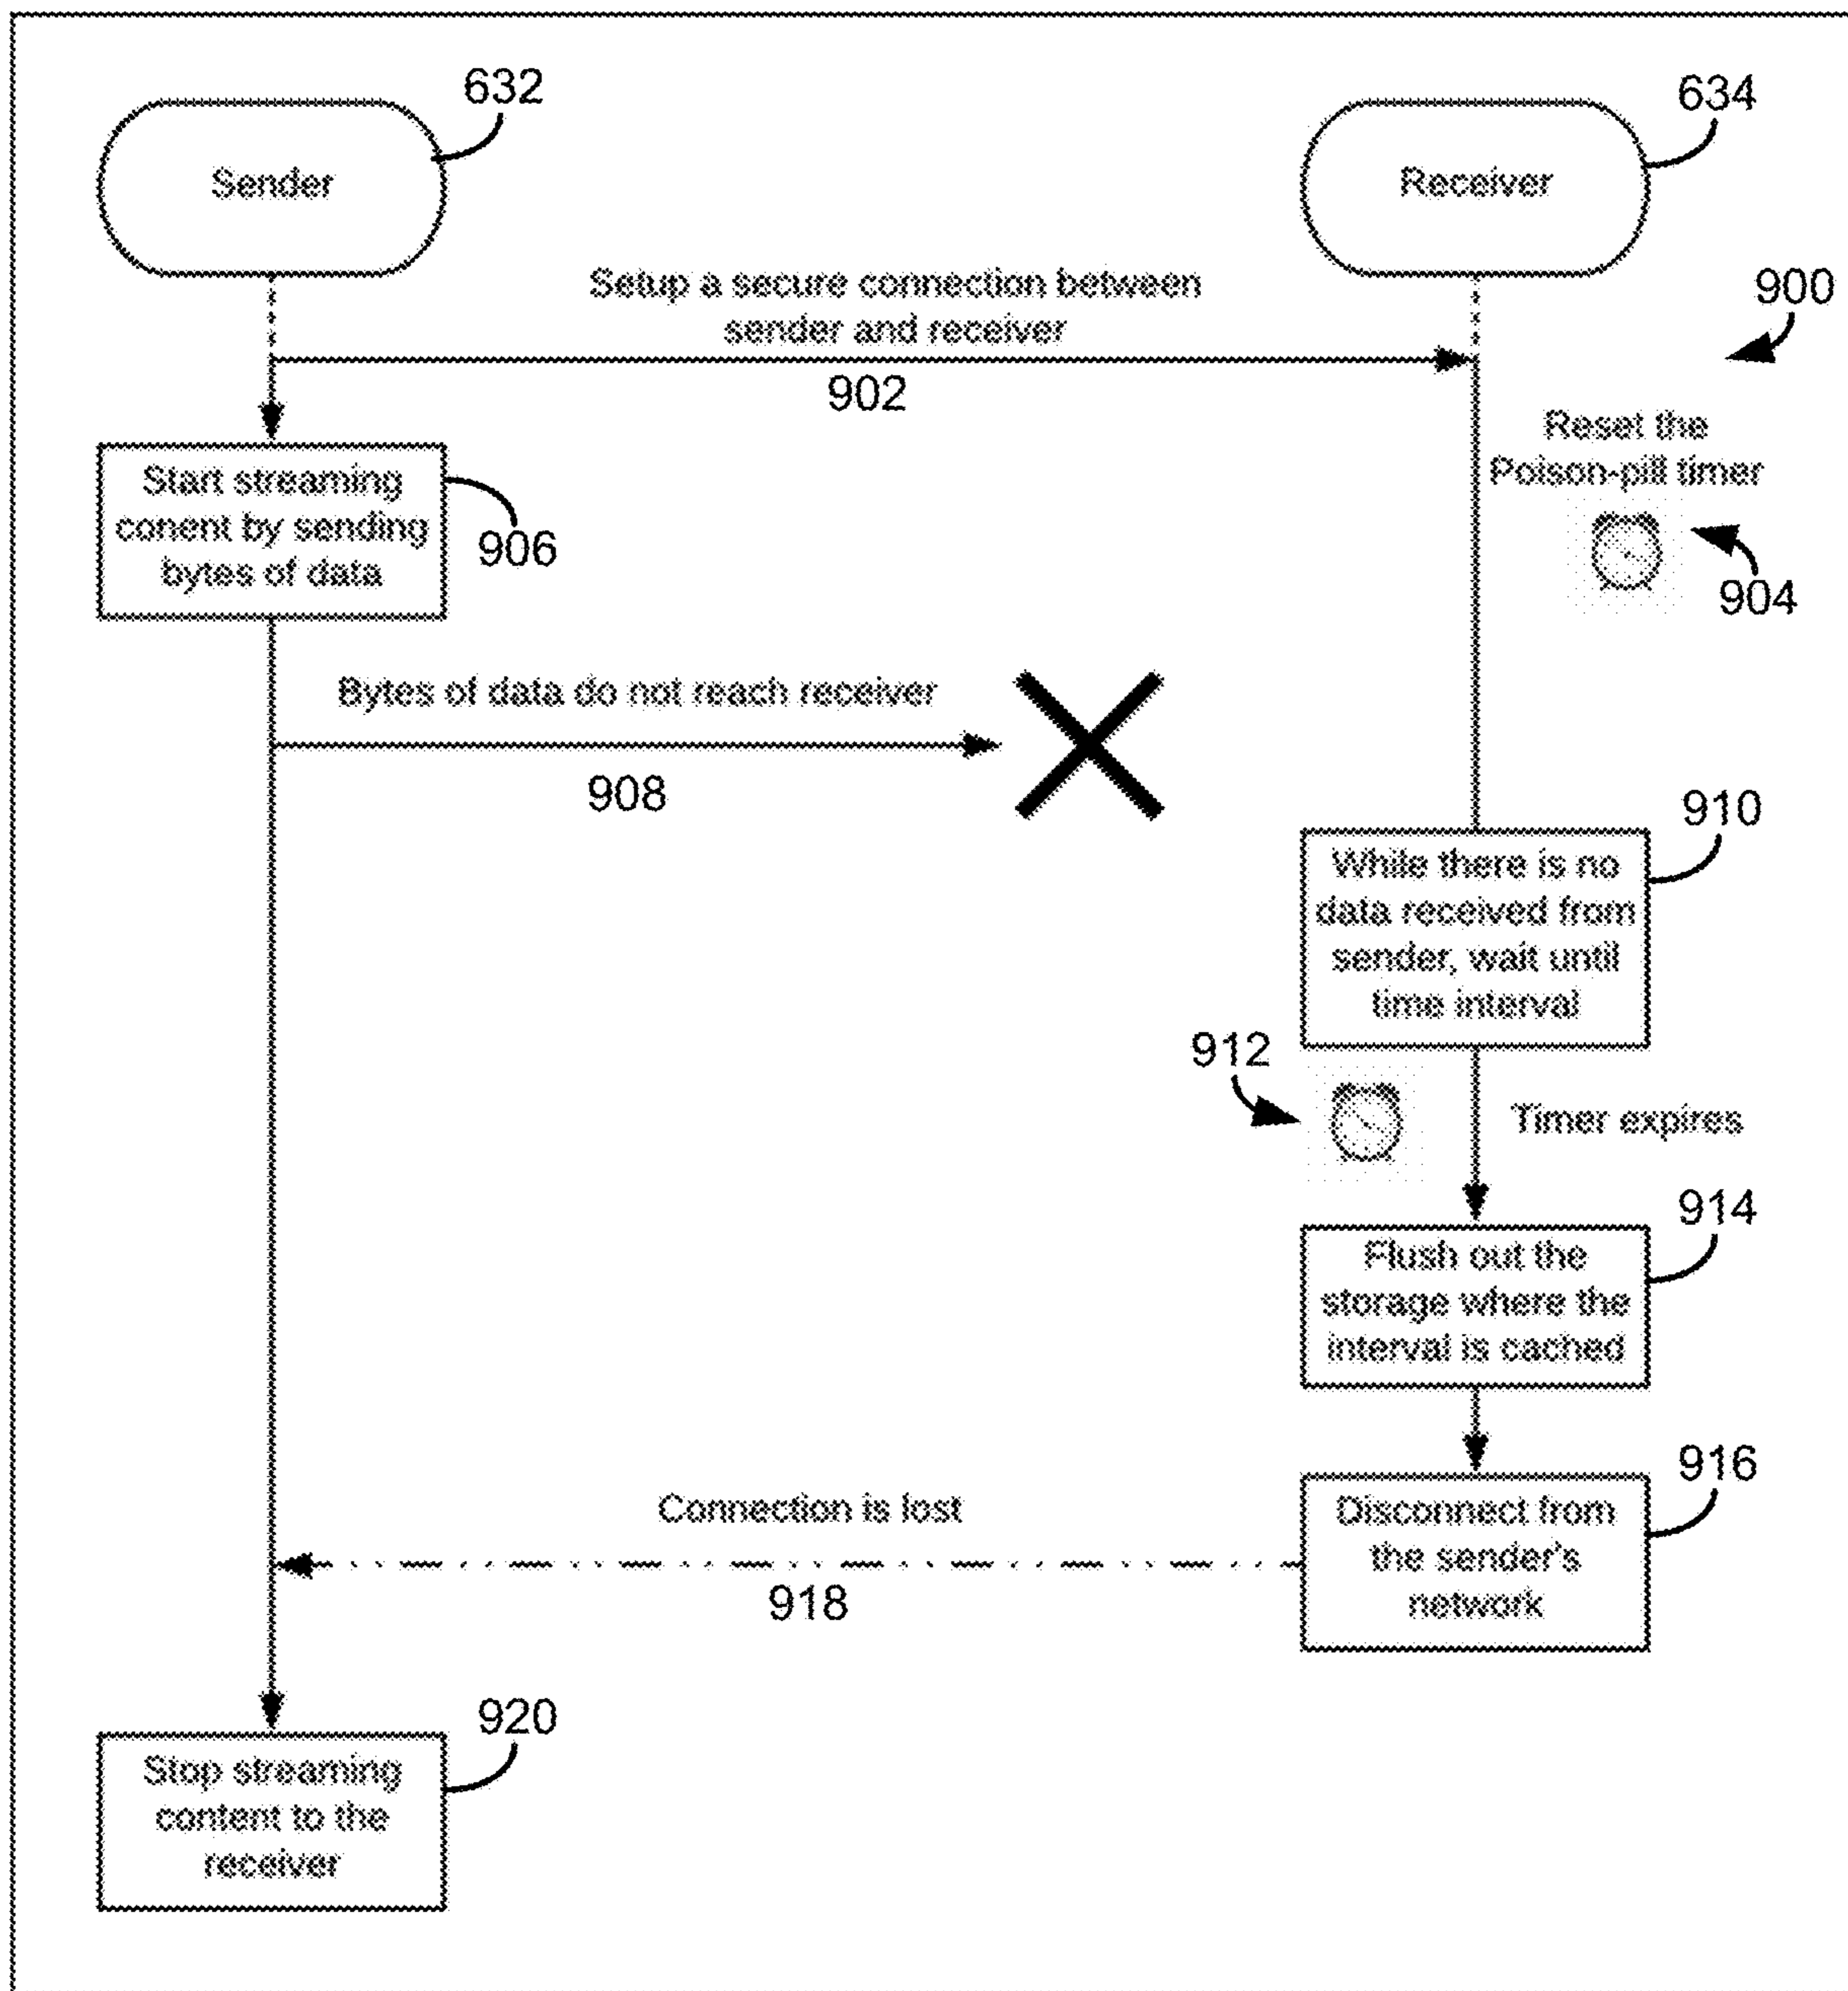 632
634
Sender
Receiver
Setup a secure connection between
sender and receiver
900
902
Reset the
Poison-pill timer
Start streaming
conent by sending
bytes of data
906
904
Bytes of data do not reach receiver
908
910
While there is no
data received from
sender, wait until
time interval
912
Timer expires
914
Flush out the
storage where the
interval is cached
916
Connection is lost
Disconnect from
the sender's
network
918
920
Stop streaming
content to the
receiver